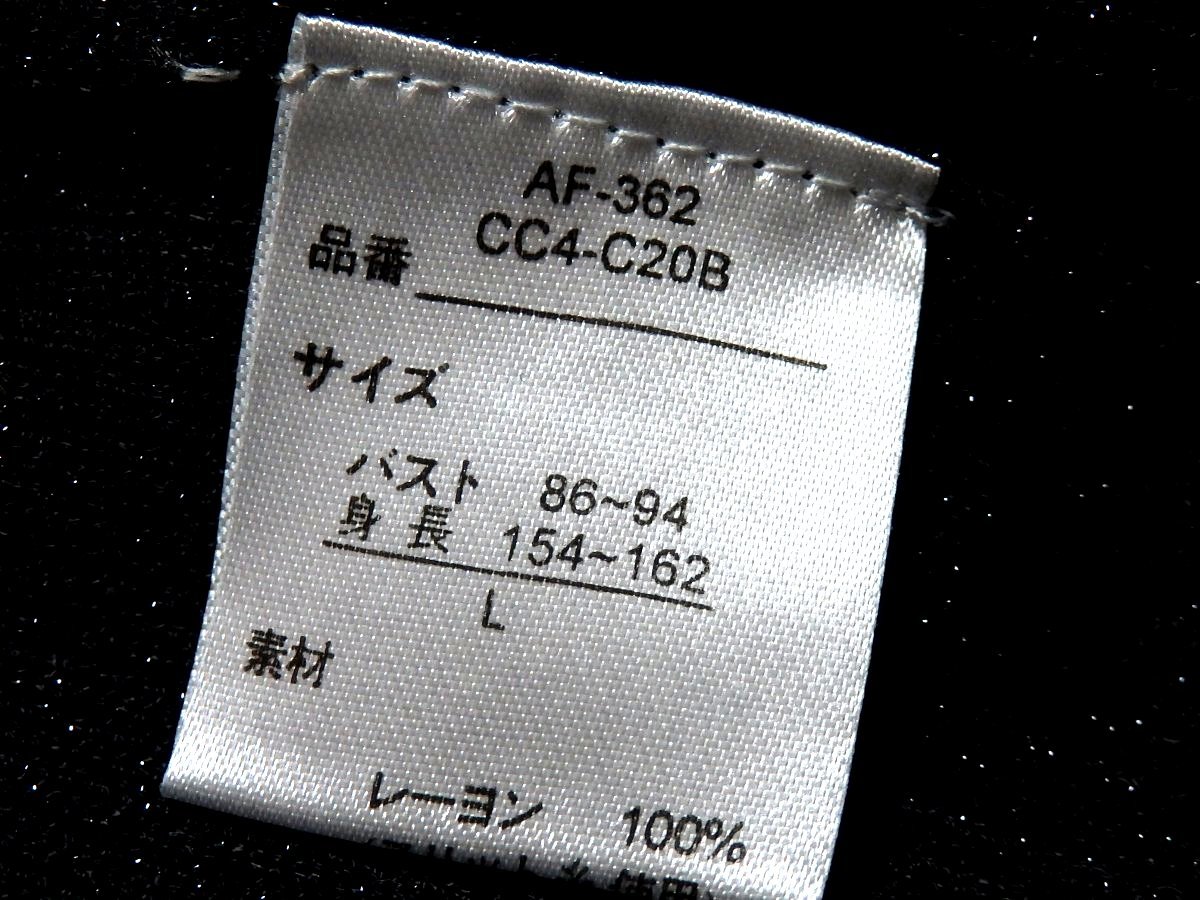 AF-362
CC4-C20B
品番
サイズ
バスト 86~94
身長 154~162
L
素材
レーヨン 100%